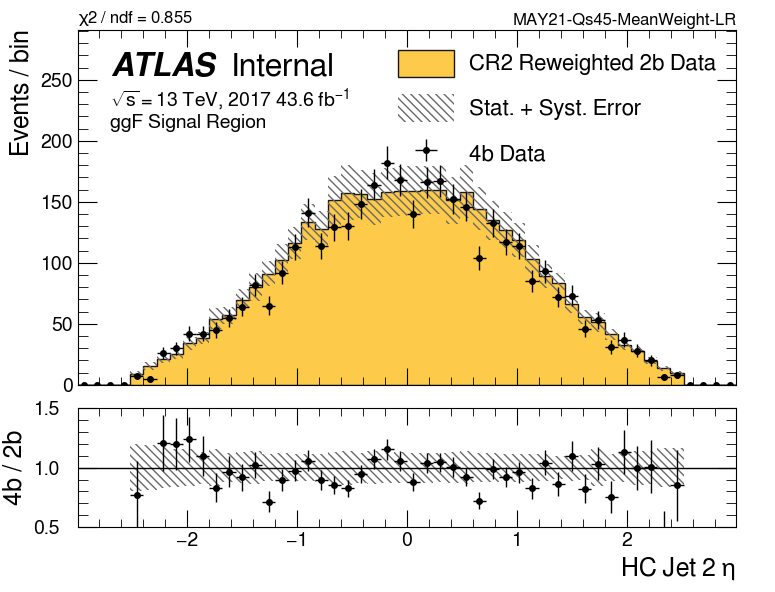 χ² / ndf = 0.855
MAY21-Qs45-MeanWeight-LR
ATLAS Internal
√s = 13 TeV, 2017 43.6 fb⁻¹
ggF Signal Region
CR2 Reweighted 2b Data
Stat. + Syst. Error
4b Data
Events / bin
250
200
150
100
50
0
4b / 2b
1.5
1.0
0.5
−2 −1 0 1 2
HC Jet 2 η